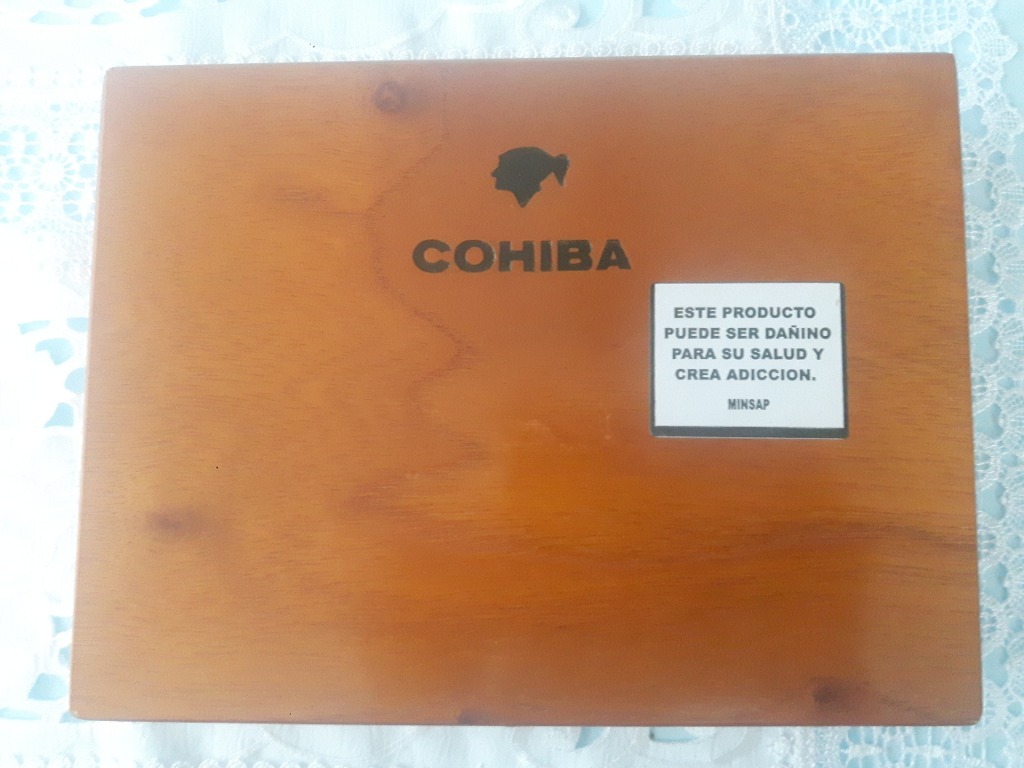 COHIBA
ESTE PRODUCTO
PUEDE SER DAÑINO
PARA SU SALUD Y
CREA ADICCION.
MINSAP